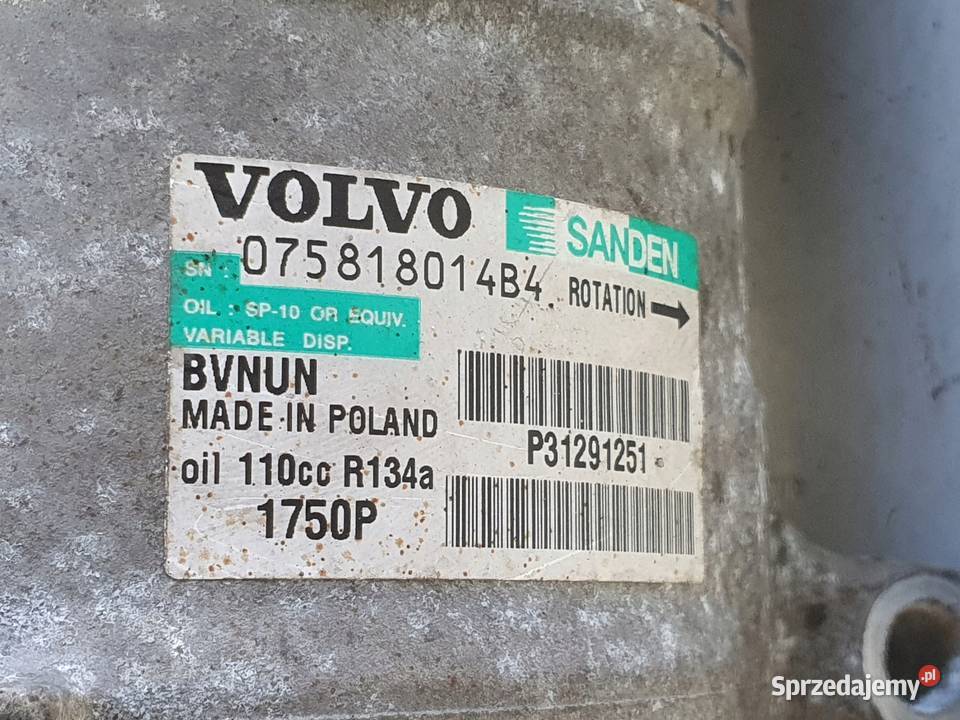 VOLVO
SANDEN
SN 075818014B4
ROTATION
OIL : SP-10 OR EQUIV.
VARIABLE DISP.
BVNUN
MADE IN POLAND
P31291251
oil 110cc R134a
1750P
Sprzedajemy.pl